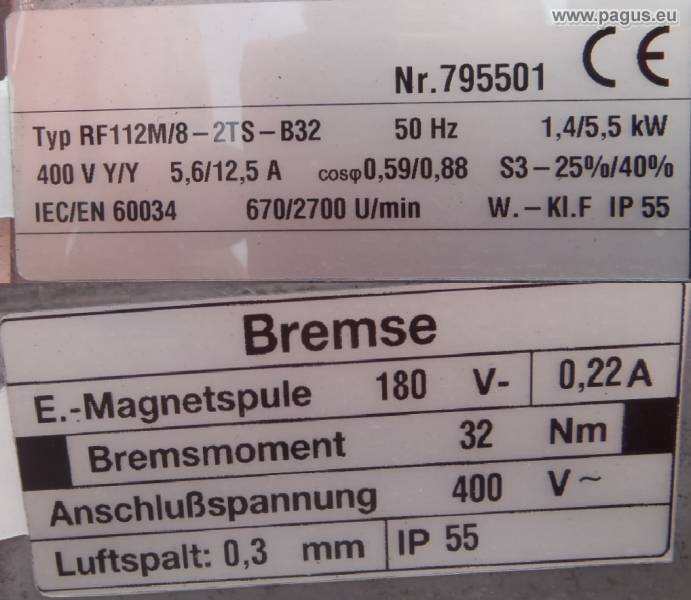 www.pagus.eu
Nr.795501 CE
Typ RF112M/8-2TS-B32 50 Hz 1,4/5,5 kW
400 V Y/Y 5,6/12,5 A cosφ0,59/0,88 S3-25%/40%
IEC/EN 60034 670/2700 U/min W.-Kl.F IP 55
Bremse
E.-Magnetspule 180 V- 0,22 A
Bremsmoment 32 Nm
Anschlußspannung 400 V ~
Luftspalt: 0,3 mm IP 55